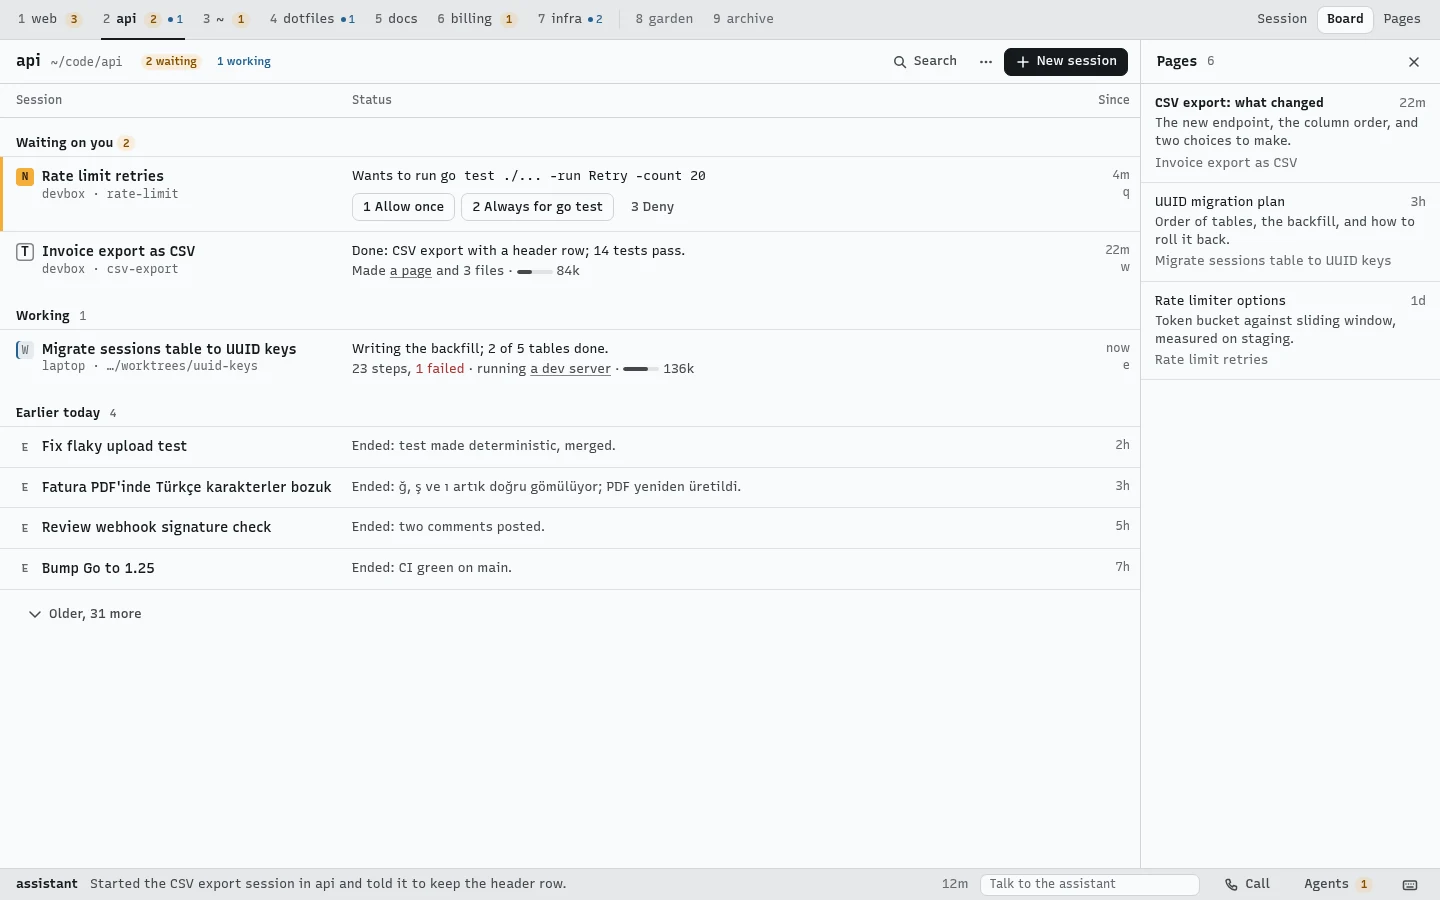 1 web 3 2 api 2 •1 3 ~ 1 4 dotfiles •1 5 docs 6 billing 1 7 infra •2 8 garden 9 archive Session Board Pages
api ~/code/api 2 waiting 1 working Search ··· + New session
Pages 6 ×
Session Status Since
Waiting on you 2
N Rate limit retries Wants to run go test ./... -run Retry -count 20 4m
devbox · rate-limit q
1 Allow once 2 Always for go test 3 Deny
T Invoice export as CSV Done: CSV export with a header row; 14 tests pass. 22m
devbox · csv-export Made a page and 3 files · 84k w
Working 1
W Migrate sessions table to UUID keys Writing the backfill; 2 of 5 tables done. now
laptop · …/worktrees/uuid-keys 23 steps, 1 failed · running a dev server · 136k e
Earlier today 4
E Fix flaky upload test Ended: test made deterministic, merged. 2h
E Fatura PDF'inde Türkçe karakterler bozuk Ended: ğ, ş ve ı artık doğru gömülüyor; PDF yeniden üretildi. 3h
E Review webhook signature check Ended: two comments posted. 5h
E Bump Go to 1.25 Ended: CI green on main. 7h
Older, 31 more
CSV export: what changed 22m
The new endpoint, the column order, and
two choices to make.
Invoice export as CSV
UUID migration plan 3h
Order of tables, the backfill, and how to
roll it back.
Migrate sessions table to UUID keys
Rate limiter options 1d
Token bucket against sliding window,
measured on staging.
Rate limit retries
assistant Started the CSV export session in api and told it to keep the header row. 12m Talk to the assistant Call Agents 1